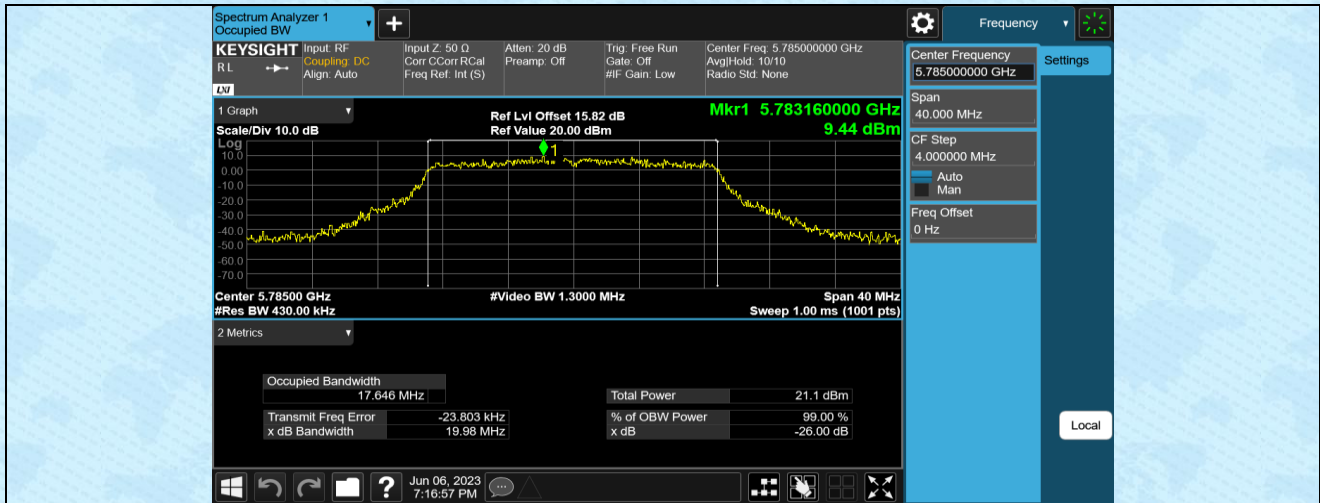 Spectrum Analyzer 1
Occupied BW
Frequency
KEYSIGHT
RL
LXI
Input: RF
Coupling: DC
Align: Auto
Input Z: 50 Ω
Corr CCorr RCal
Freq Ref: Int (S)
Atten: 20 dB
Preamp: Off
Trig: Free Run
Gate: Off
#IF Gain: Low
Center Freq: 5.785000000 GHz
Avg|Hold: 10/10
Radio Std: None
Center Frequency
5.785000000 GHz
Settings
Span
40.000 MHz
CF Step
4.000000 MHz
Auto
Man
Freq Offset
0 Hz
Local
1 Graph
Scale/Div 10.0 dB
Ref Lvl Offset 15.82 dB
Ref Value 20.00 dBm
Mkr1 5.783160000 GHz
9.44 dBm
Log
10.0
0.00
-10.0
-20.0
-30.0
-40.0
-50.0
-60.0
-70.0
1
Center 5.78500 GHz
#Video BW 1.3000 MHz
Span 40 MHz
#Res BW 430.00 kHz
Sweep 1.00 ms (1001 pts)
2 Metrics
Occupied Bandwidth
17.646 MHz
Total Power 21.1 dBm
Transmit Freq Error -23.803 kHz
% of OBW Power 99.00 %
x dB Bandwidth 19.98 MHz
x dB -26.00 dB
Jun 06, 2023
7:16:57 PM